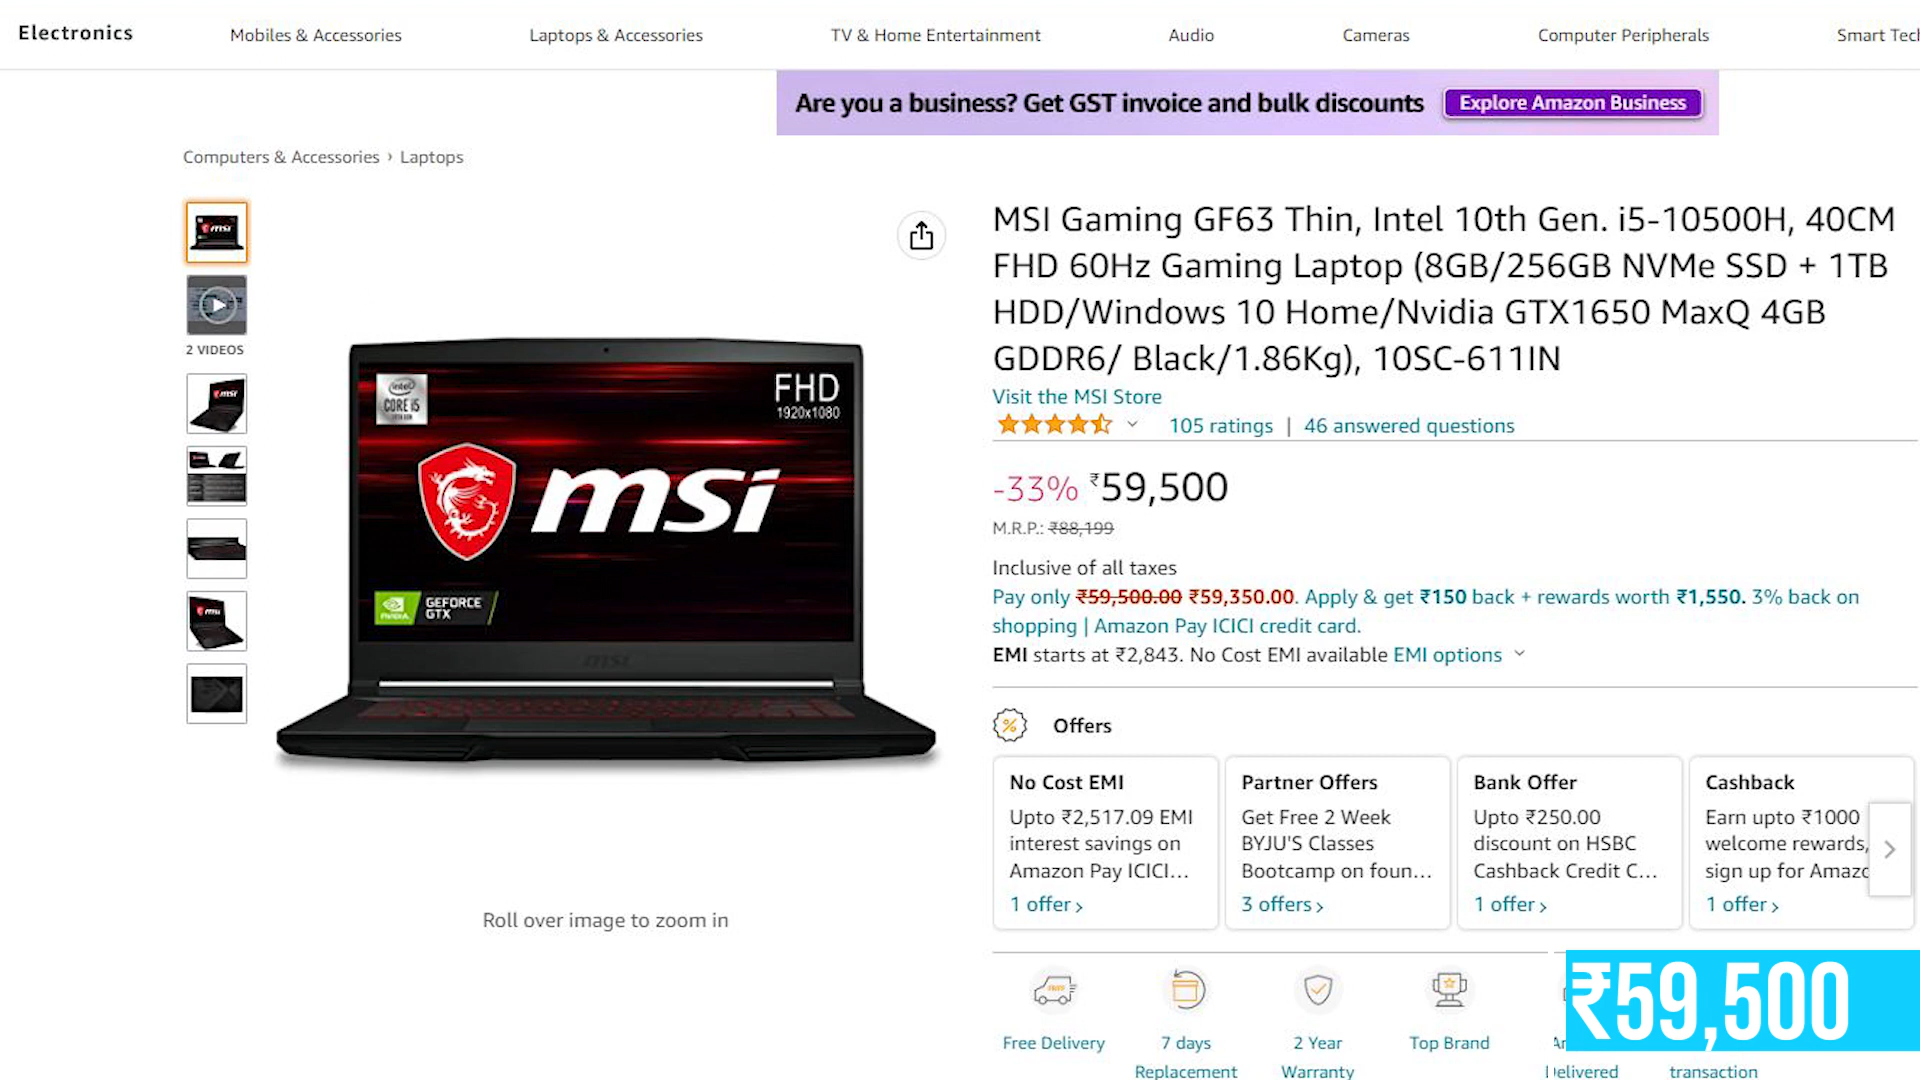 Electronics
Mobiles & Accessories
Laptops & Accessories
TV & Home Entertainment
Audio
Cameras
Computer Peripherals
Smart Tech
Are you a business? Get GST invoice and bulk discounts
Explore Amazon Business
Computers & Accessories › Laptops
2 VIDEOS
intel
CORE i5
FHD
1920x1080
msi
NVIDIA
GEFORCE
GTX
msi
Roll over image to zoom in
MSI Gaming GF63 Thin, Intel 10th Gen. i5-10500H, 40CM
FHD 60Hz Gaming Laptop (8GB/256GB NVMe SSD + 1TB
HDD/Windows 10 Home/Nvidia GTX1650 MaxQ 4GB
GDDR6/ Black/1.86Kg), 10SC-611IN
Visit the MSI Store
105 ratings | 46 answered questions
-33% ₹59,500
M.R.P.: ₹88,199
Inclusive of all taxes
Pay only ₹59,500.00 ₹59,350.00. Apply & get ₹150 back + rewards worth ₹1,550. 3% back on
shopping | Amazon Pay ICICI credit card.
EMI starts at ₹2,843. No Cost EMI available EMI options
% Offers
No Cost EMI
Upto ₹2,517.09 EMI
interest savings on
Amazon Pay ICICI…
1 offer ›
Partner Offers
Get Free 2 Week
BYJU'S Classes
Bootcamp on foun…
3 offers ›
Bank Offer
Upto ₹250.00
discount on HSBC
Cashback Credit C…
1 offer ›
Cashback
Earn upto ₹1000
welcome rewards,
sign up for Amazo
1 offer ›
Free Delivery
7 days
Replacement
2 Year
Warranty
Top Brand
Delivered
transaction
₹59,500